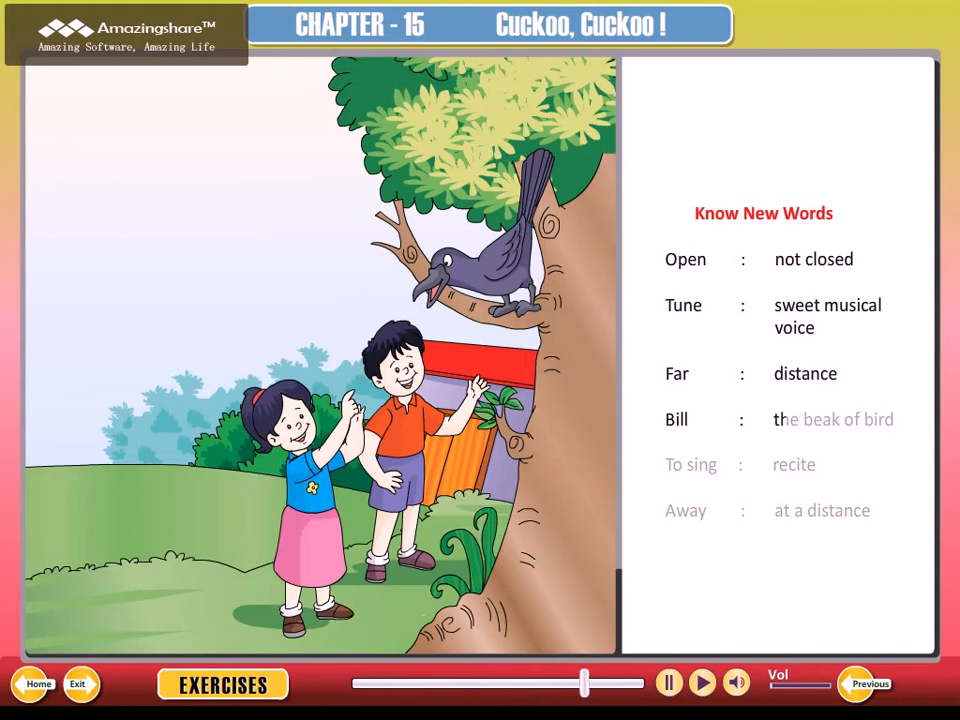 Amazingshare™
Amazing Software, Amazing Life
CHAPTER - 15 Cuckoo, Cuckoo !
Know New Words
Open : not closed
Tune : sweet musical
voice
Far : distance
Bill : the beak of bird
To sing : recite
Away : at a distance
Home
Exit
EXERCISES
Vol
Previous